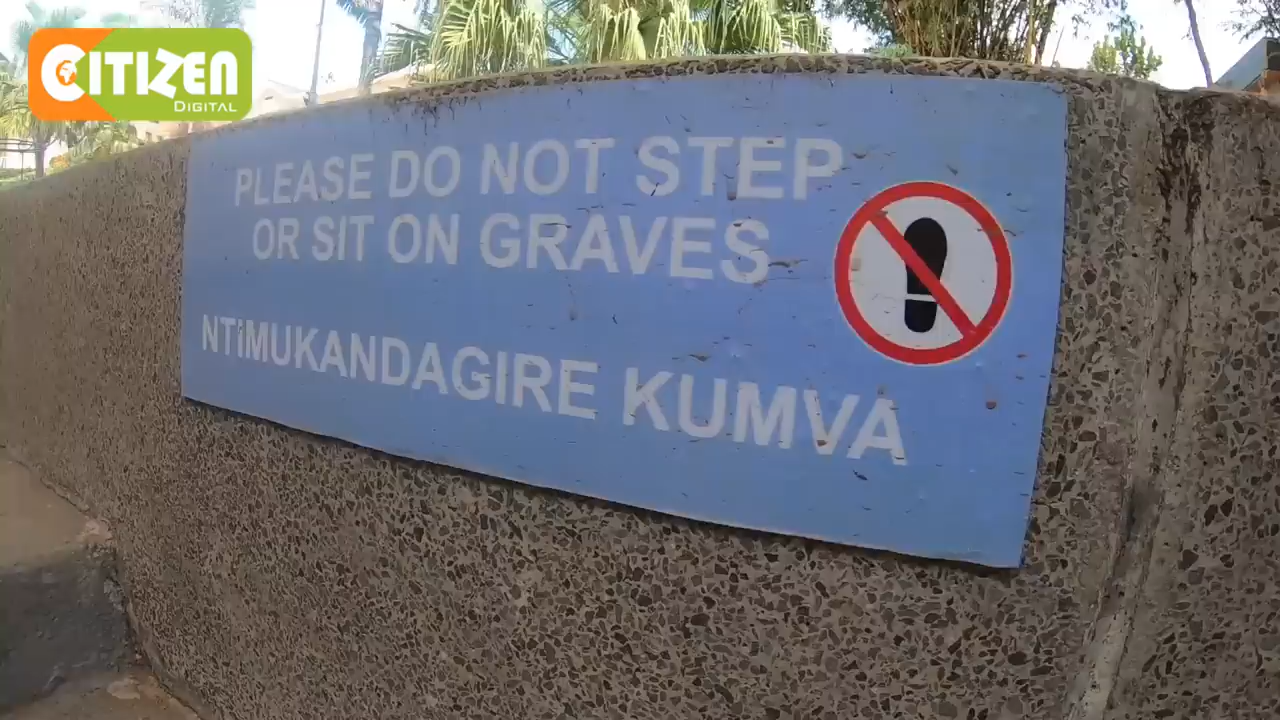 CITIZEN
DIGITAL
PLEASE DO NOT STEP
OR SIT ON GRAVES
NTIMUKANDAGIRE KUMVA